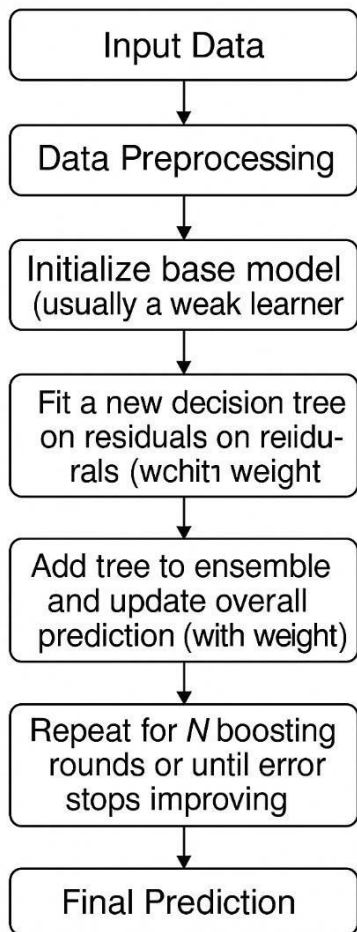 Input Data
Data Preprocessing
Initialize base model
(usually a weak learner
Fit a new decision tree
on residuals on
rals weight
Add tree to ensemble
and update overall
prediction (with weight)
Repeat for N boosting
rounds or until error
stops improving
Final Prediction